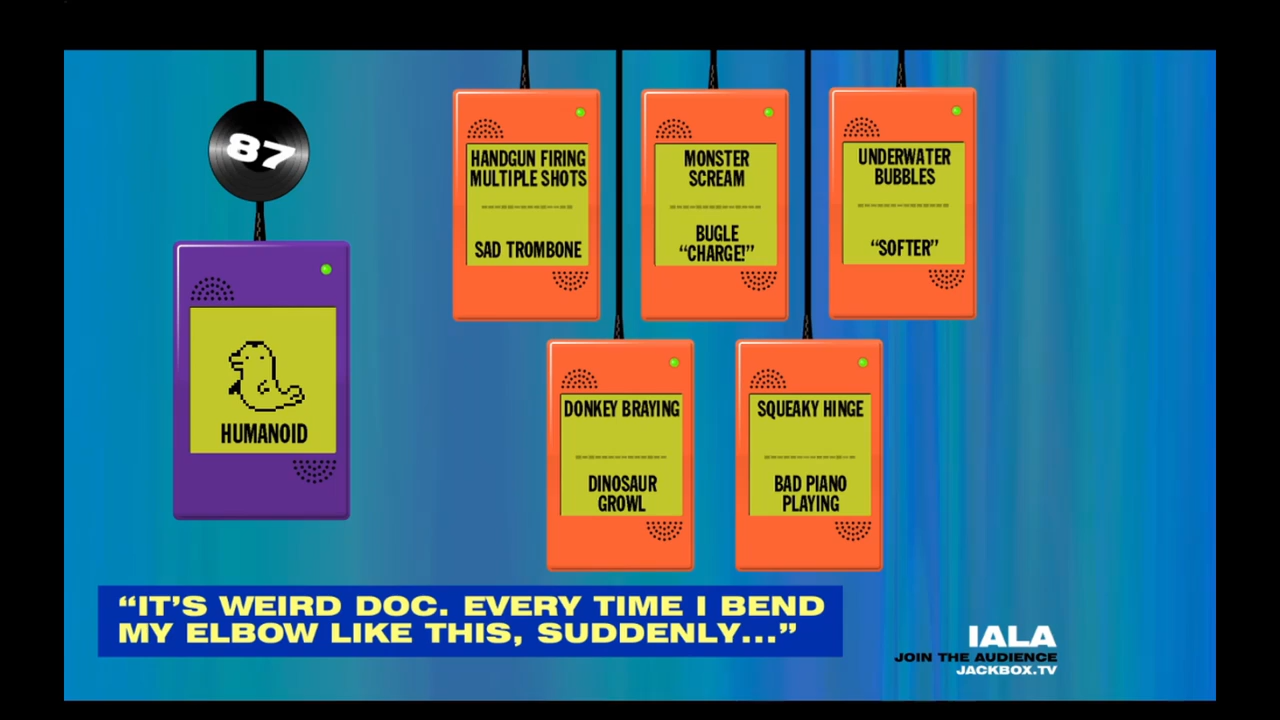 87
HUMANOID
HANDGUN FIRING
MULTIPLE SHOTS
SAD TROMBONE
MONSTER
SCREAM
BUGLE
“CHARGE!”
UNDERWATER
BUBBLES
“SOFTER”
DONKEY BRAYING
DINOSAUR
GROWL
SQUEAKY HINGE
BAD PIANO
PLAYING
“IT’S WEIRD DOC. EVERY TIME I BEND
MY ELBOW LIKE THIS, SUDDENLY...”
IALA
JOIN THE AUDIENCE
JACKBOX.TV